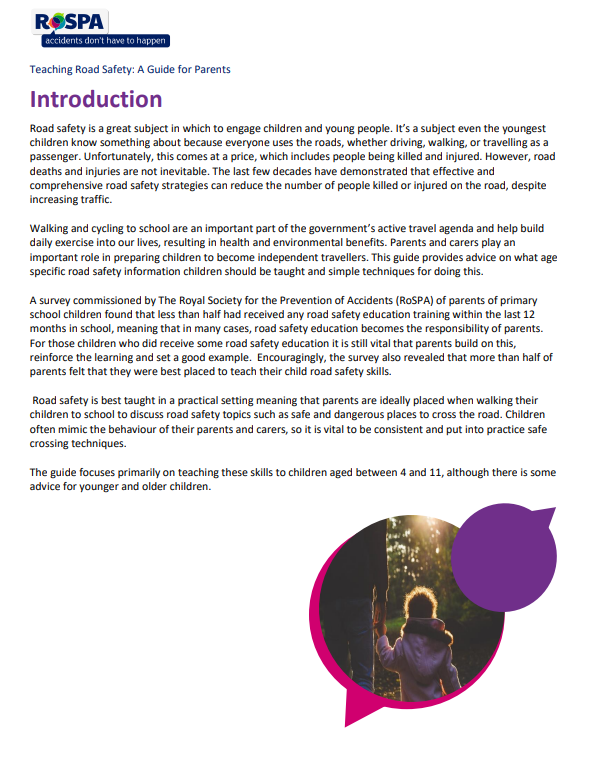 RoSPA
accidents don't have to happen
Teaching Road Safety: A Guide for Parents
Introduction
Road safety is a great subject in which to engage children and young people. It's a subject even the youngest
children know something about because everyone uses the roads, whether driving, walking, or travelling as a
passenger. Unfortunately, this comes at a price, which includes people being killed and injured. However, road
deaths and injuries are not inevitable. The last few decades have demonstrated that effective and
comprehensive road safety strategies can reduce the number of people killed or injured on the road, despite
increasing traffic.
Walking and cycling to school are an important part of the government's active travel agenda and help build
daily exercise into our lives, resulting in health and environmental benefits. Parents and carers play an
important role in preparing children to become independent travellers. This guide provides advice on what age
specific road safety information children should be taught and simple techniques for doing this.
A survey commissioned by The Royal Society for the Prevention of Accidents (RoSPA) of parents of primary
school children found that less than half had received any road safety education training within the last 12
months in school, meaning that in many cases, road safety education becomes the responsibility of parents.
For those children who did receive some road safety education it is still vital that parents build on this,
reinforce the learning and set a good example.  Encouragingly, the survey also revealed that more than half of
parents felt that they were best placed to teach their child road safety skills.
Road safety is best taught in a practical setting meaning that parents are ideally placed when walking their
children to school to discuss road safety topics such as safe and dangerous places to cross the road. Children
often mimic the behaviour of their parents and carers, so it is vital to be consistent and put into practice safe
crossing techniques.
The guide focuses primarily on teaching these skills to children aged between 4 and 11, although there is some
advice for younger and older children.